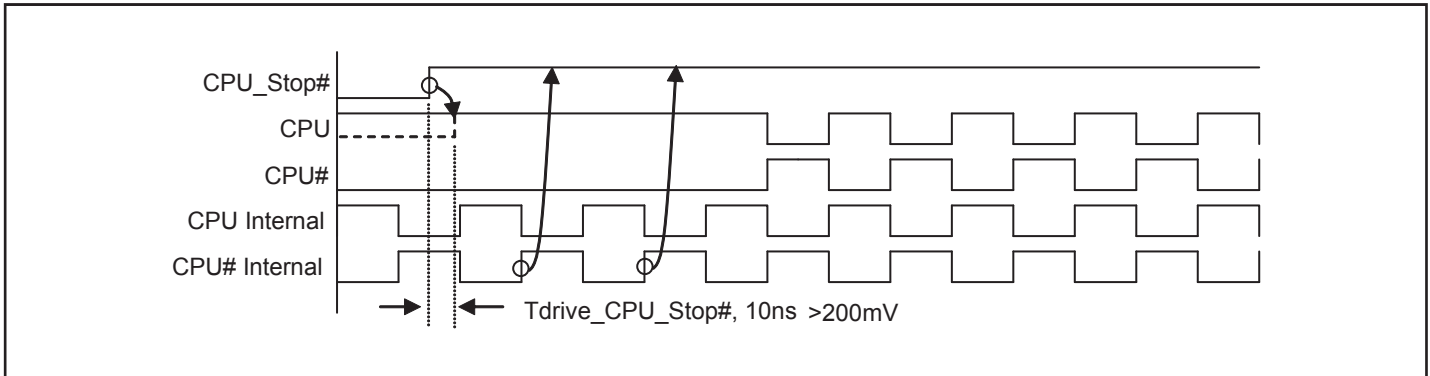 CPU_Stop#
CPU
CPU#
CPU Internal
CPU# Internal
Tdrive_CPU_Stop#, 10ns >200mV